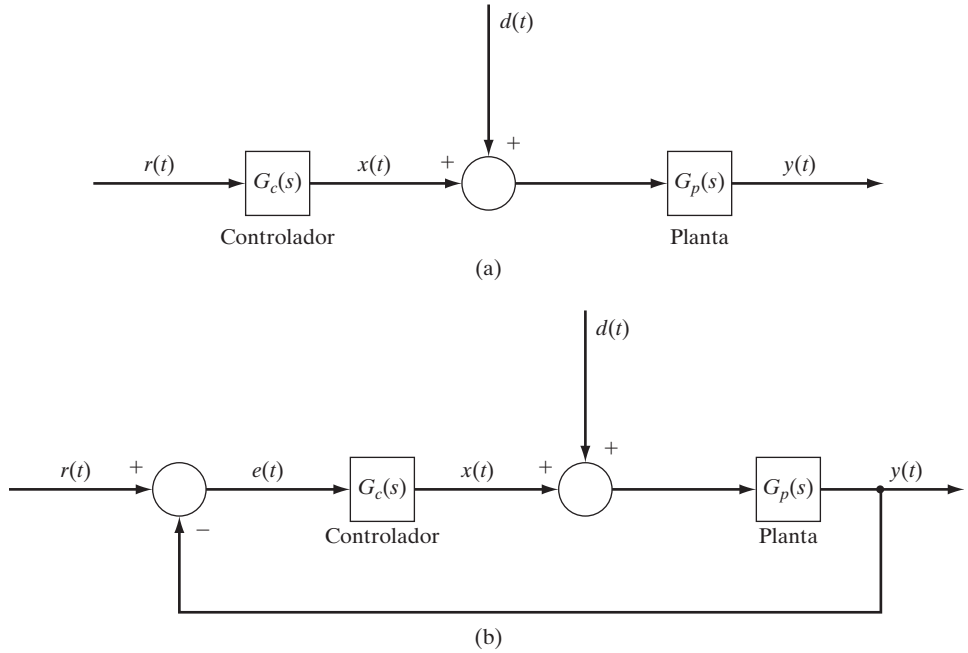 d(t)
r(t) x(t) + + y(t)
G_c(s) G_p(s)
Controlador Planta
(a)
d(t)
r(t) + e(t) x(t) + + y(t)
G_c(s) G_p(s)
−
Controlador Planta
(b)